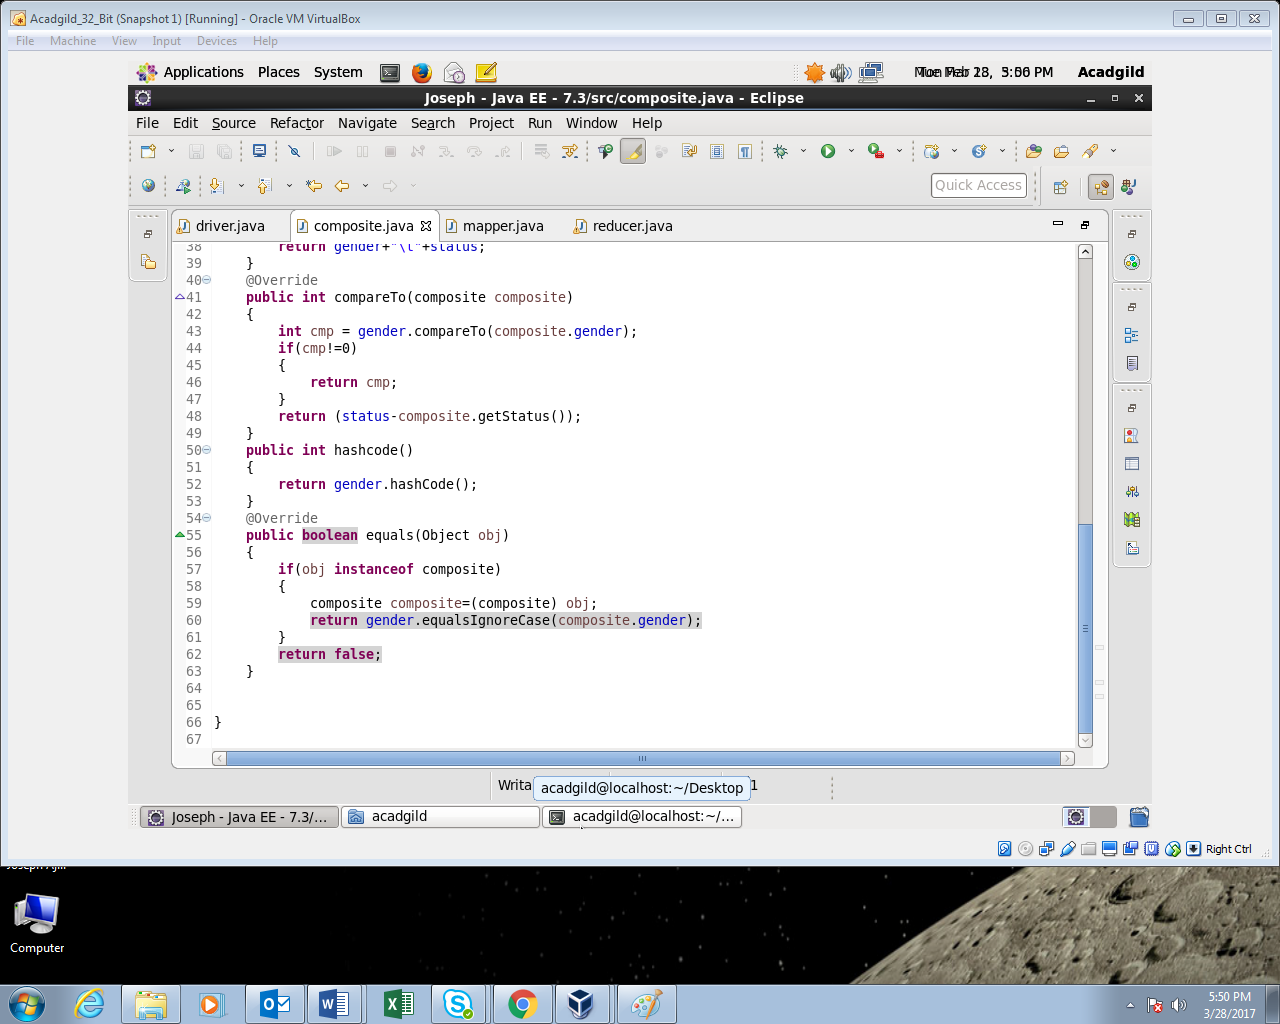 Acadgild_32_Bit (Snapshot 1) [Running] - Oracle VM VirtualBox
File Machine View Input Devices Help
Applications Places System
Acadgild
Joseph - Java EE - 7.3/src/composite.java - Eclipse
File Edit Source Refactor Navigate Search Project Run Window Help
Quick Access
driver.java composite.java mapper.java reducer.java
38 return gender+"\t"+status;
39 }
40 @Override
41 public int compareTo(composite composite)
42 {
43 int cmp = gender.compareTo(composite.gender);
44 if(cmp!=0)
45 {
46 return cmp;
47 }
48 return (status-composite.getStatus());
49 }
50 public int hashcode()
51 {
52 return gender.hashCode();
53 }
54 @Override
55 public boolean equals(Object obj)
56 {
57 if(obj instanceof composite)
58 {
59 composite composite=(composite) obj;
60 return gender.equalsIgnoreCase(composite.gender);
61 }
62 return false;
63 }
64
65
66 }
67
Writa acadgild@localhost:~/Desktop 1
Joseph - Java EE - 7.3/... acadgild acadgild@localhost:~/...
Right Ctrl
Computer
5:50 PM
3/28/2017